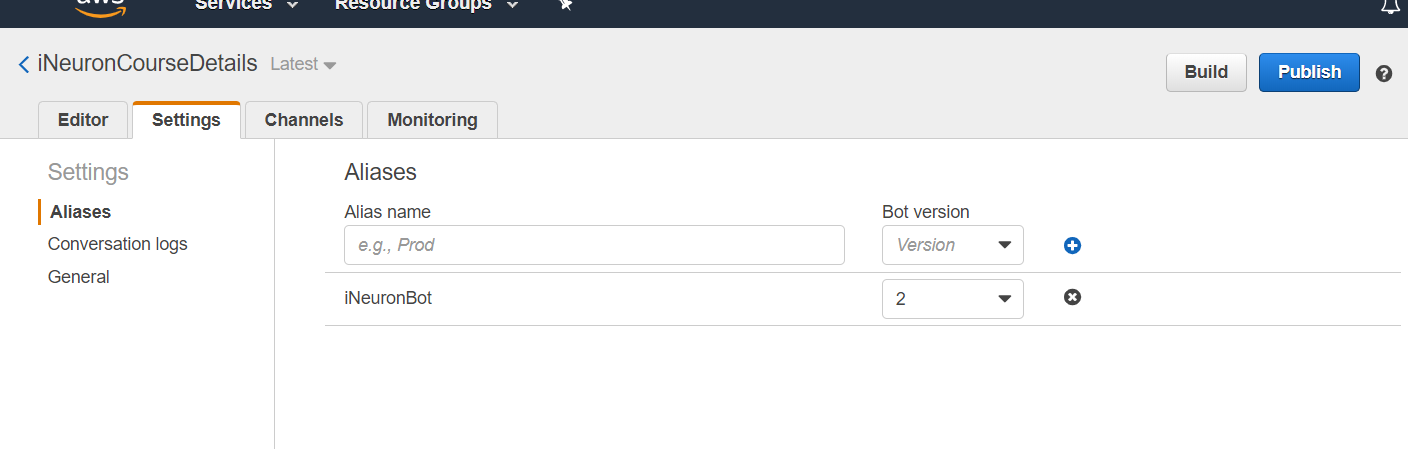 aws Services Resource Groups
iNeuronCourseDetails Latest Build Publish ?
Editor Settings Channels Monitoring
Settings
Aliases
Conversation logs
General
Aliases
Alias name Bot version
e.g., Prod Version
iNeuronBot 2